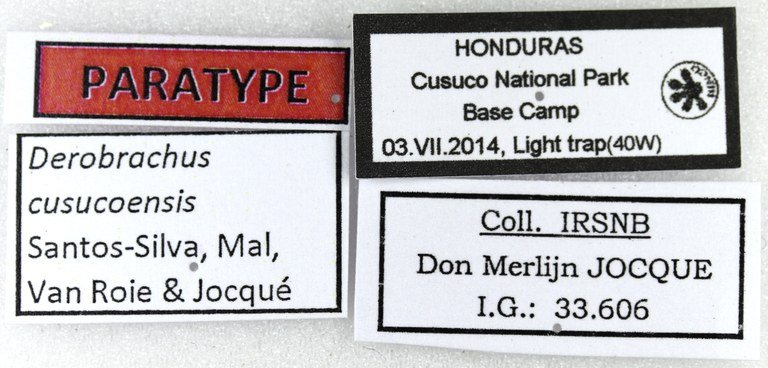 PARATYPE
Derobrachus
cusucoensis
Santos-Silva, Mal,
Van Roie & Jocqué
HONDURAS
Cusuco National Park
Base Camp
03.VII.2014, Light trap(40W)
Coll. IRSNB
Don Merlijn JOCQUE
I.G.: 33.606